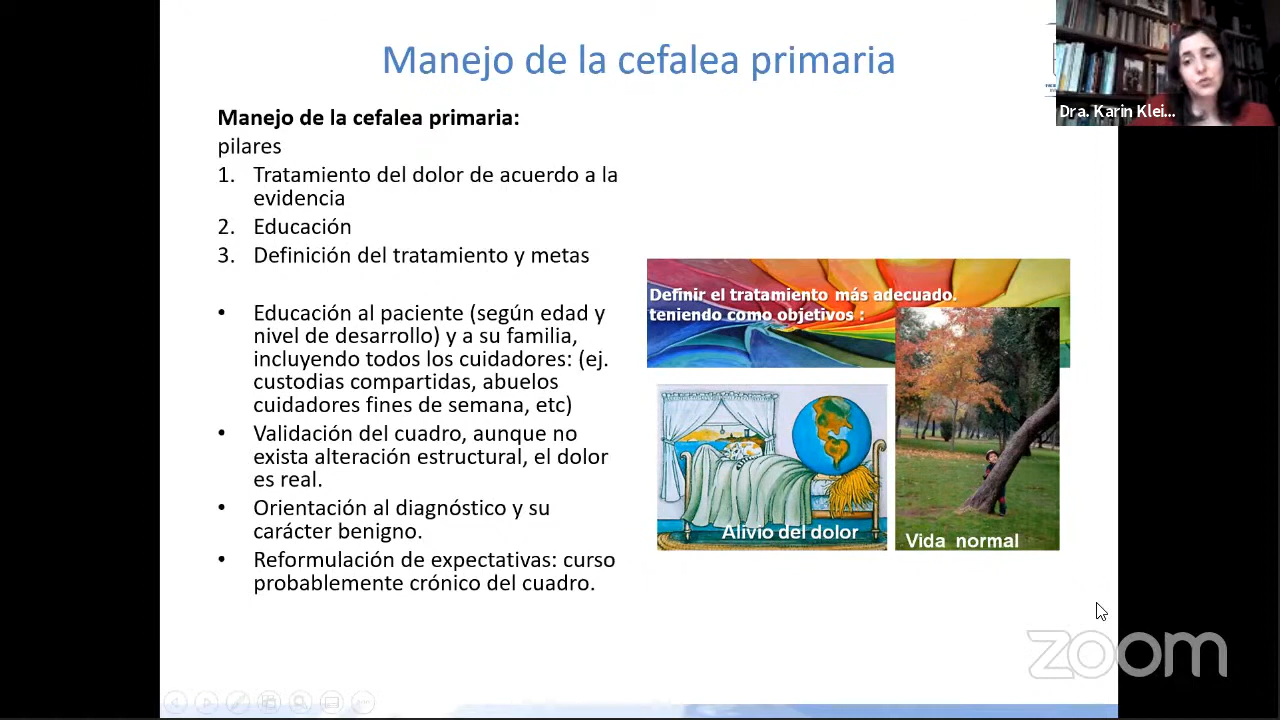 Manejo de la cefalea primaria
Dra. Karin Klei...
Manejo de la cefalea primaria:
pilares
1. Tratamiento del dolor de acuerdo a la
evidencia
2. Educación
3. Definición del tratamiento y metas
• Educación al paciente (según edad y
nivel de desarrollo) y a su familia,
incluyendo todos los cuidadores: (ej.
custodias compartidas, abuelos
cuidadores fines de semana, etc)
• Validación del cuadro, aunque no
exista alteración estructural, el dolor
es real.
• Orientación al diagnóstico y su
carácter benigno.
• Reformulación de expectativas: curso
probablemente crónico del cuadro.
Definir el tratamiento más adecuado.
teniendo como objetivos :
Alivio del dolor
Vida normal
zoom